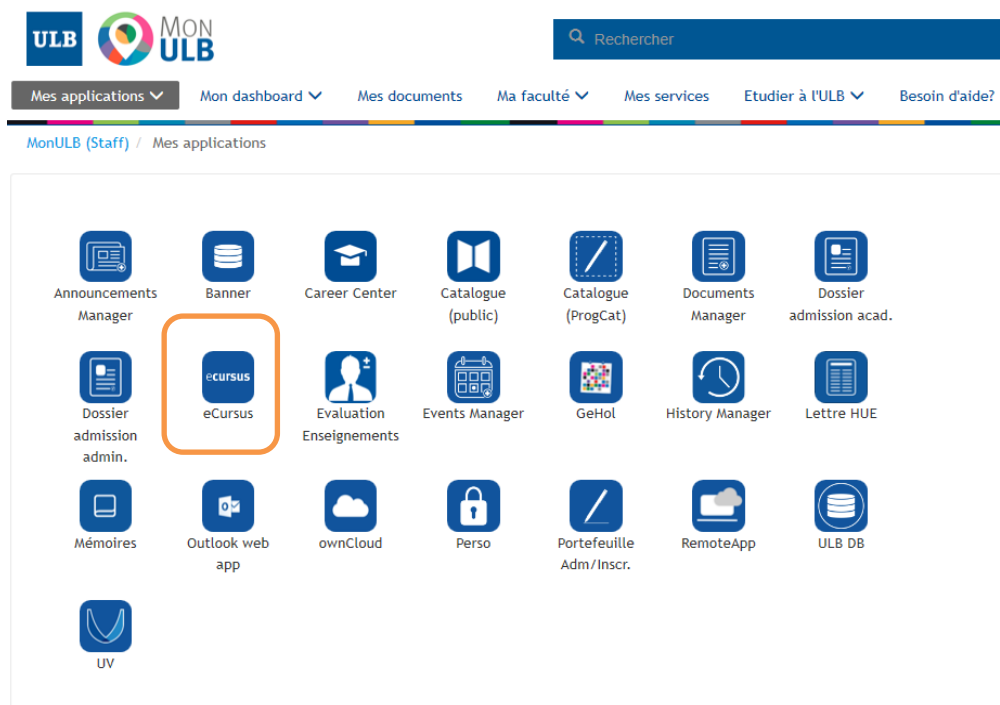 ULB
MON
ULB
Rechercher
Mes applications
Mon dashboard
Mes documents
Ma faculté
Mes services
Etudier à l'ULB
Besoin d'aide?
MonULB (Staff) / Mes applications
Announcements
Manager
Banner
Career Center
Catalogue
(public)
Catalogue
(ProgCat)
Documents
Manager
Dossier
admission acad.
Dossier
admission
admin.
ecursus
eCursus
Evaluation
Enseignements
Events Manager
GeHol
History Manager
Lettre HUE
Mémoires
Outlook web
app
ownCloud
Perso
Portefeuille
Adm/Inscr.
RemoteApp
ULB DB
UV